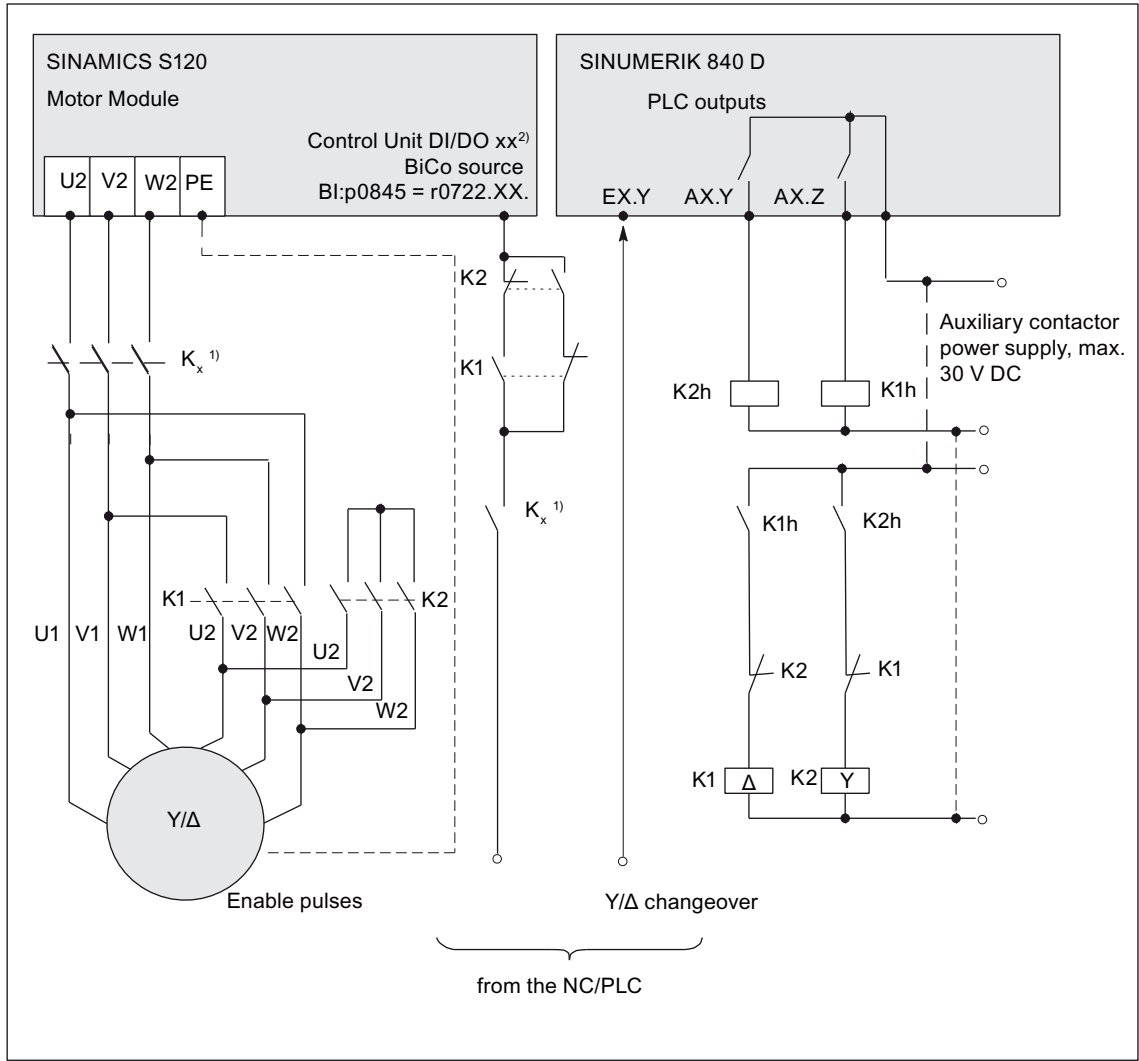 SINAMICS S120
Motor Module
Control Unit DI/DO xx2)
BiCo source
BI:p0845 = r0722.XX.
U2 V2 W2 PE
SINUMERIK 840 D
PLC outputs
EX.Y AX.Y AX.Z
K2
K1
Kx 1)
Kx 1)
Auxiliary contactor
power supply, max.
30 V DC
K2h
K1h
K1h
K2h
K1
K2
U1 V1 W1
U2 V2 W2
U2
V2
W2
K2
K1
K1 Δ
K2 Y
Y/Δ
Enable pulses
Y/Δ changeover
from the NC/PLC